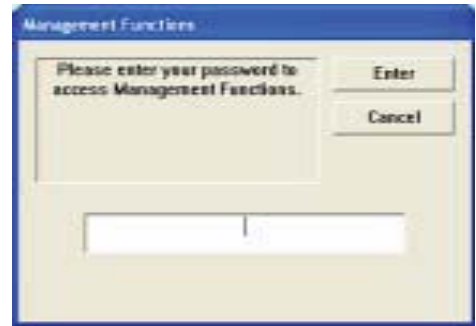 Management Functions
Please enter your password to
access Management Functions.
Enter
Cancel